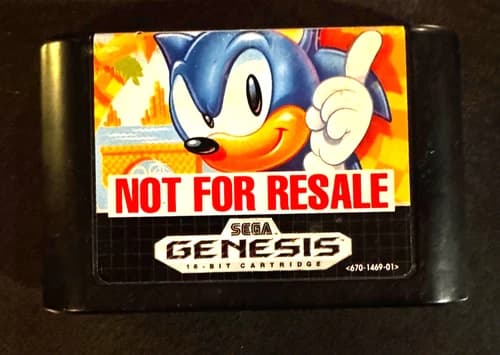 NOT FOR RESALE
SEGA
GENESIS
16-BIT CARTRIDGE
<670-1469-01>